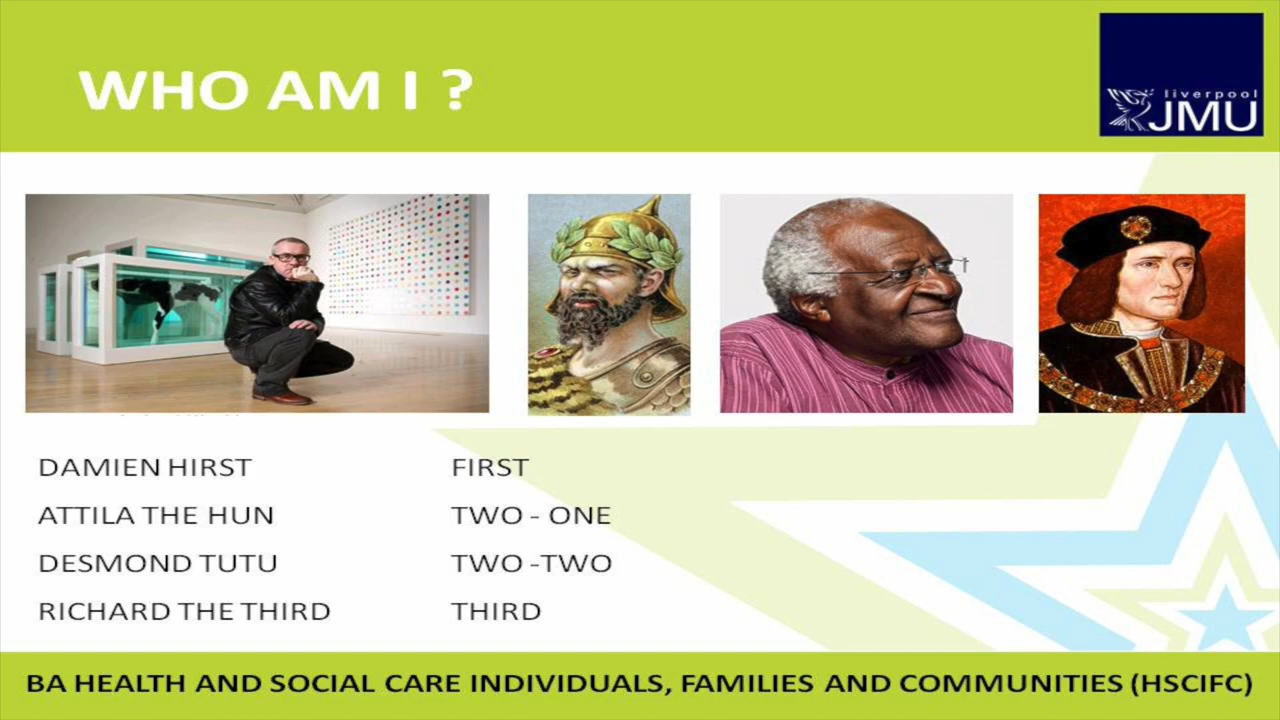 WHO AM I ?
liverpool
JMU
DAMIEN HIRST FIRST
ATTILA THE HUN TWO - ONE
DESMOND TUTU TWO -TWO
RICHARD THE THIRD THIRD
BA HEALTH AND SOCIAL CARE INDIVIDUALS, FAMILIES AND COMMUNITIES (HSCIFC)